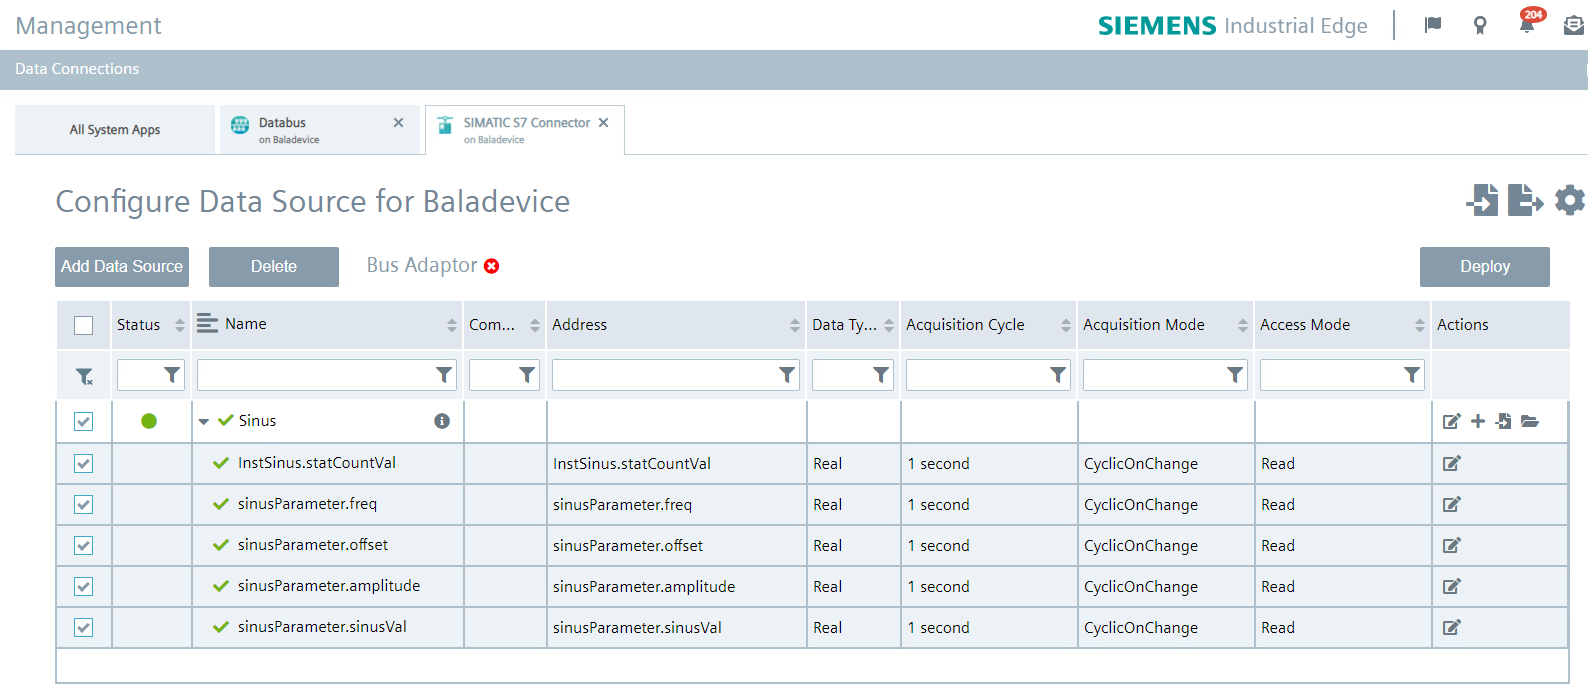 Management
SIEMENS Industrial Edge
204
Data Connections
All System Apps
Databus
on Baladevice
SIMATIC S7 Connector
on Baladevice
Configure Data Source for Baladevice
Add Data Source
Delete
Bus Adaptor
Deploy
Status Name Com... Address Data Ty... Acquisition Cycle Acquisition Mode Access Mode Actions
Sinus
InstSinus.statCountVal InstSinus.statCountVal Real 1 second CyclicOnChange Read
sinusParameter.freq sinusParameter.freq Real 1 second CyclicOnChange Read
sinusParameter.offset sinusParameter.offset Real 1 second CyclicOnChange Read
sinusParameter.amplitude sinusParameter.amplitude Real 1 second CyclicOnChange Read
sinusParameter.sinusVal sinusParameter.sinusVal Real 1 second CyclicOnChange Read